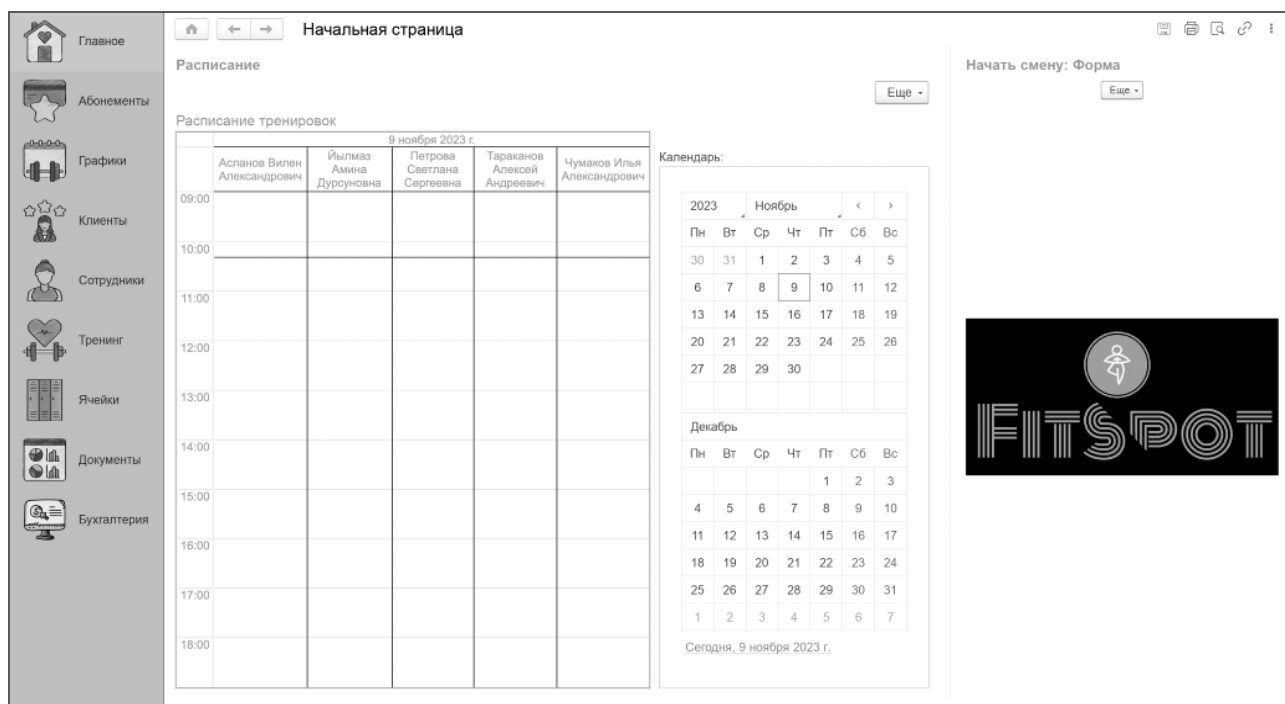 Главное
Абонементы
Графики
Клиенты
Сотрудники
Тренинг
Ячейки
Документы
Бухгалтерия
Начальная страница
Расписание
Еще
Расписание тренировок
9 ноября 2023 г.
Асланов Вилен
Александрович
Йылмаз
Амина
Дурсуновна
Петрова
Светлана
Сергеевна
Тараканов
Алексей
Андреевич
Чумаков Илья
Александрович
09:00
10:00
11:00
12:00
13:00
14:00
15:00
16:00
17:00
18:00
Календарь:
2023 Ноябрь
Пн Вт Ср Чт Пт Сб Вс
30 31 1 2 3 4 5
6 7 8 9 10 11 12
13 14 15 16 17 18 19
20 21 22 23 24 25 26
27 28 29 30
Декабрь
Пн Вт Ср Чт Пт Сб Вс
1 2 3
4 5 6 7 8 9 10
11 12 13 14 15 16 17
18 19 20 21 22 23 24
25 26 27 28 29 30 31
1 2 3 4 5 6 7
Сегодня, 9 ноября 2023 г.
Начать смену: Форма
Еще
FITSPOT